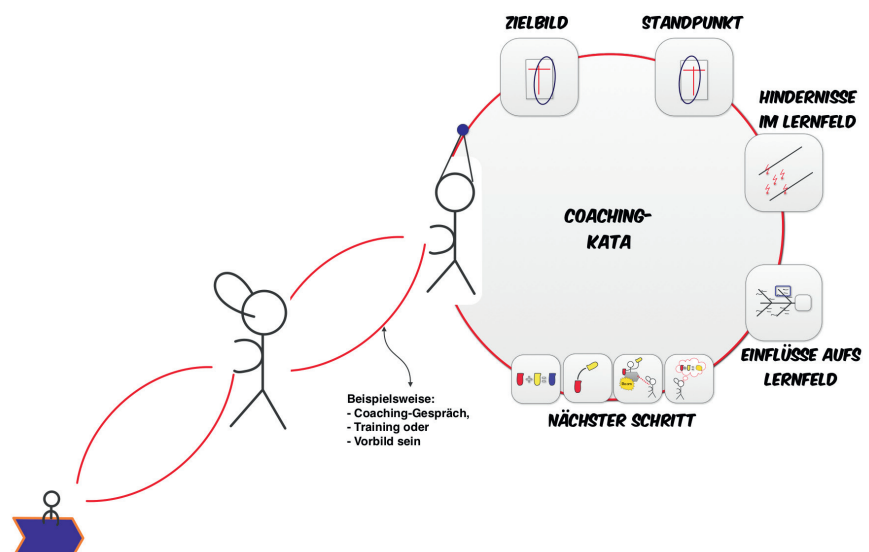 ZIELBILD
STANDPUNKT
HINDERNISSE
IM LERNFELD
COACHING-
KATA
EINFLÜSSE AUFS
LERNFELD
NÄCHSTER SCHRITT
Beispielsweise:
- Coaching-Gespräch,
- Training oder
- Vorbild sein